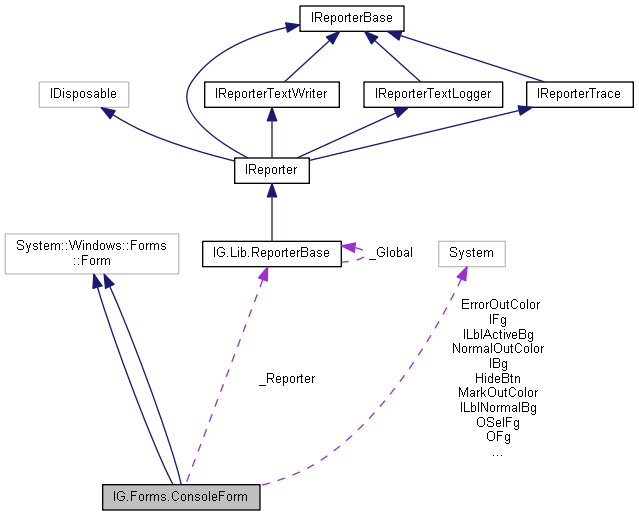 IReporterBase
IDisposable
IReporterTextWriter
IReporterTextLogger
IReporterTrace
IReporter
System::Windows::Forms
::Form
IG.Lib.ReporterBase
_Global
System
ErrorOutColor
IFg
ILblActiveBg
NormalOutColor
IBg
HideBtn
MarkOutColor
ILblNormalBg
OSelFg
OFg
...
_Reporter
IG.Forms.ConsoleForm